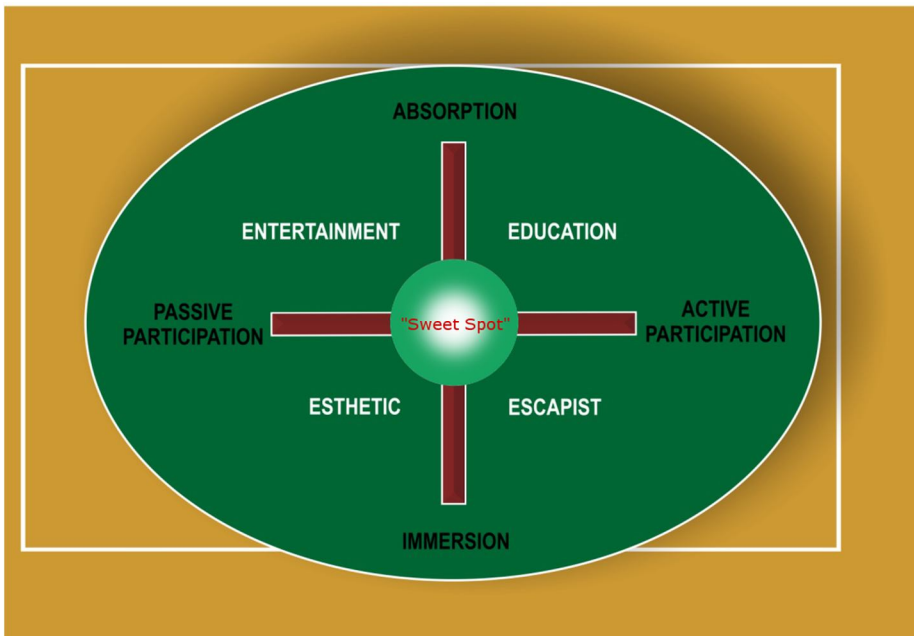 ABSORPTION
ENTERTAINMENT
EDUCATION
PASSIVE
PARTICIPATION
"Sweet Spot"
ACTIVE
PARTICIPATION
ESTHETIC
ESCAPIST
IMMERSION